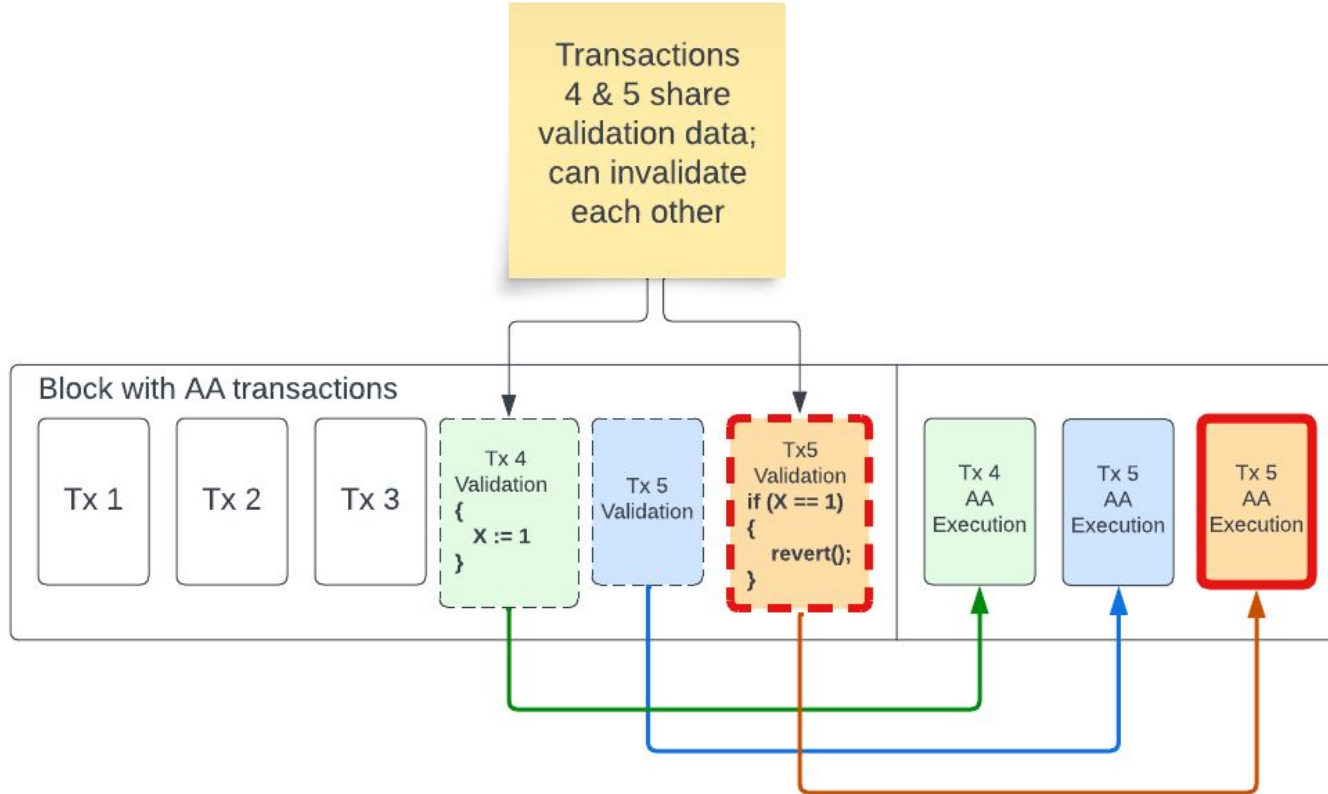 Transactions
4 & 5 share
validation data;
can invalidate
each other
Block with AA transactions
Tx 1
Tx 2
Tx 3
Tx 4
Validation
{
X := 1
}
Tx 5
Validation
Tx5
Validation
if (X == 1)
{
revert();
}
Tx 4
AA
Execution
Tx 5
AA
Execution
Tx 5
AA
Execution